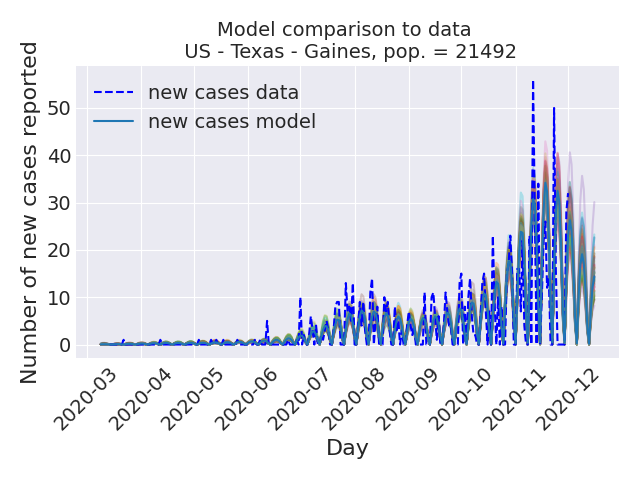 Model comparison to data
US - Texas - Gaines, pop. = 21492
new cases data
new cases model
Number of new cases reported
50
40
30
20
10
0
2020-03
2020-04
2020-05
2020-06
2020-07
2020-08
2020-09
2020-10
2020-11
2020-12
Day